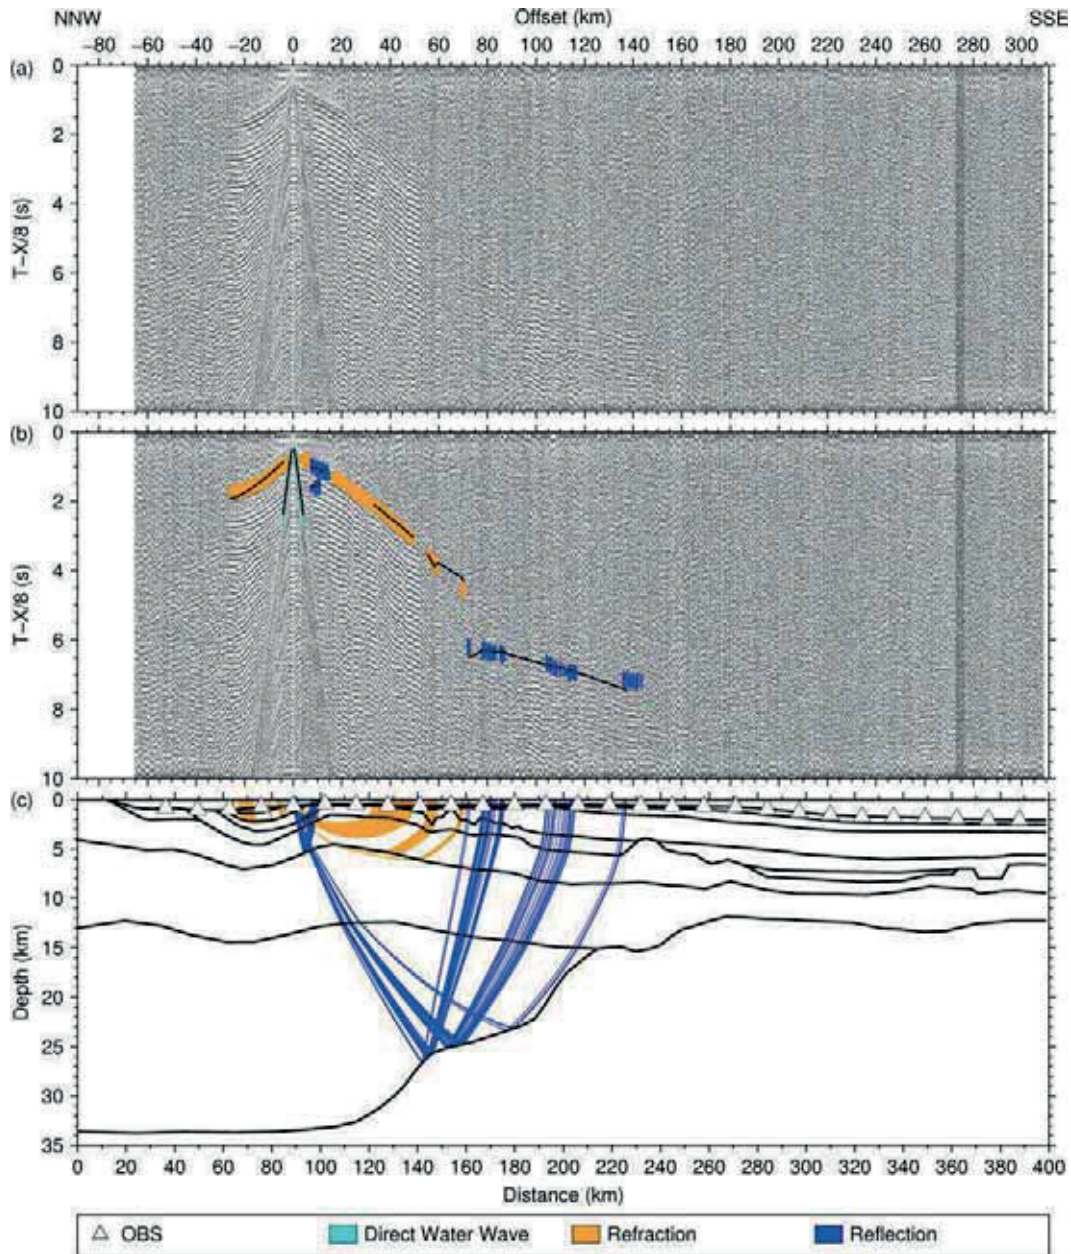 NNW Offset (km) SSE
−80 −60 −40 −20 0 20 40 60 80 100 120 140 160 180 200 220 240 260 280 300
(a)
0
2
4
6
8
10
T−X/8 (s)
(b)
0
2
4
6
8
10
T−X/8 (s)
(c)
0
5
10
15
20
25
30
35
Depth (km)
0 20 40 60 80 100 120 140 160 180 200 220 240 260 280 300 320 340 360 380 400
Distance (km)
OBS Direct Water Wave Refraction Reflection